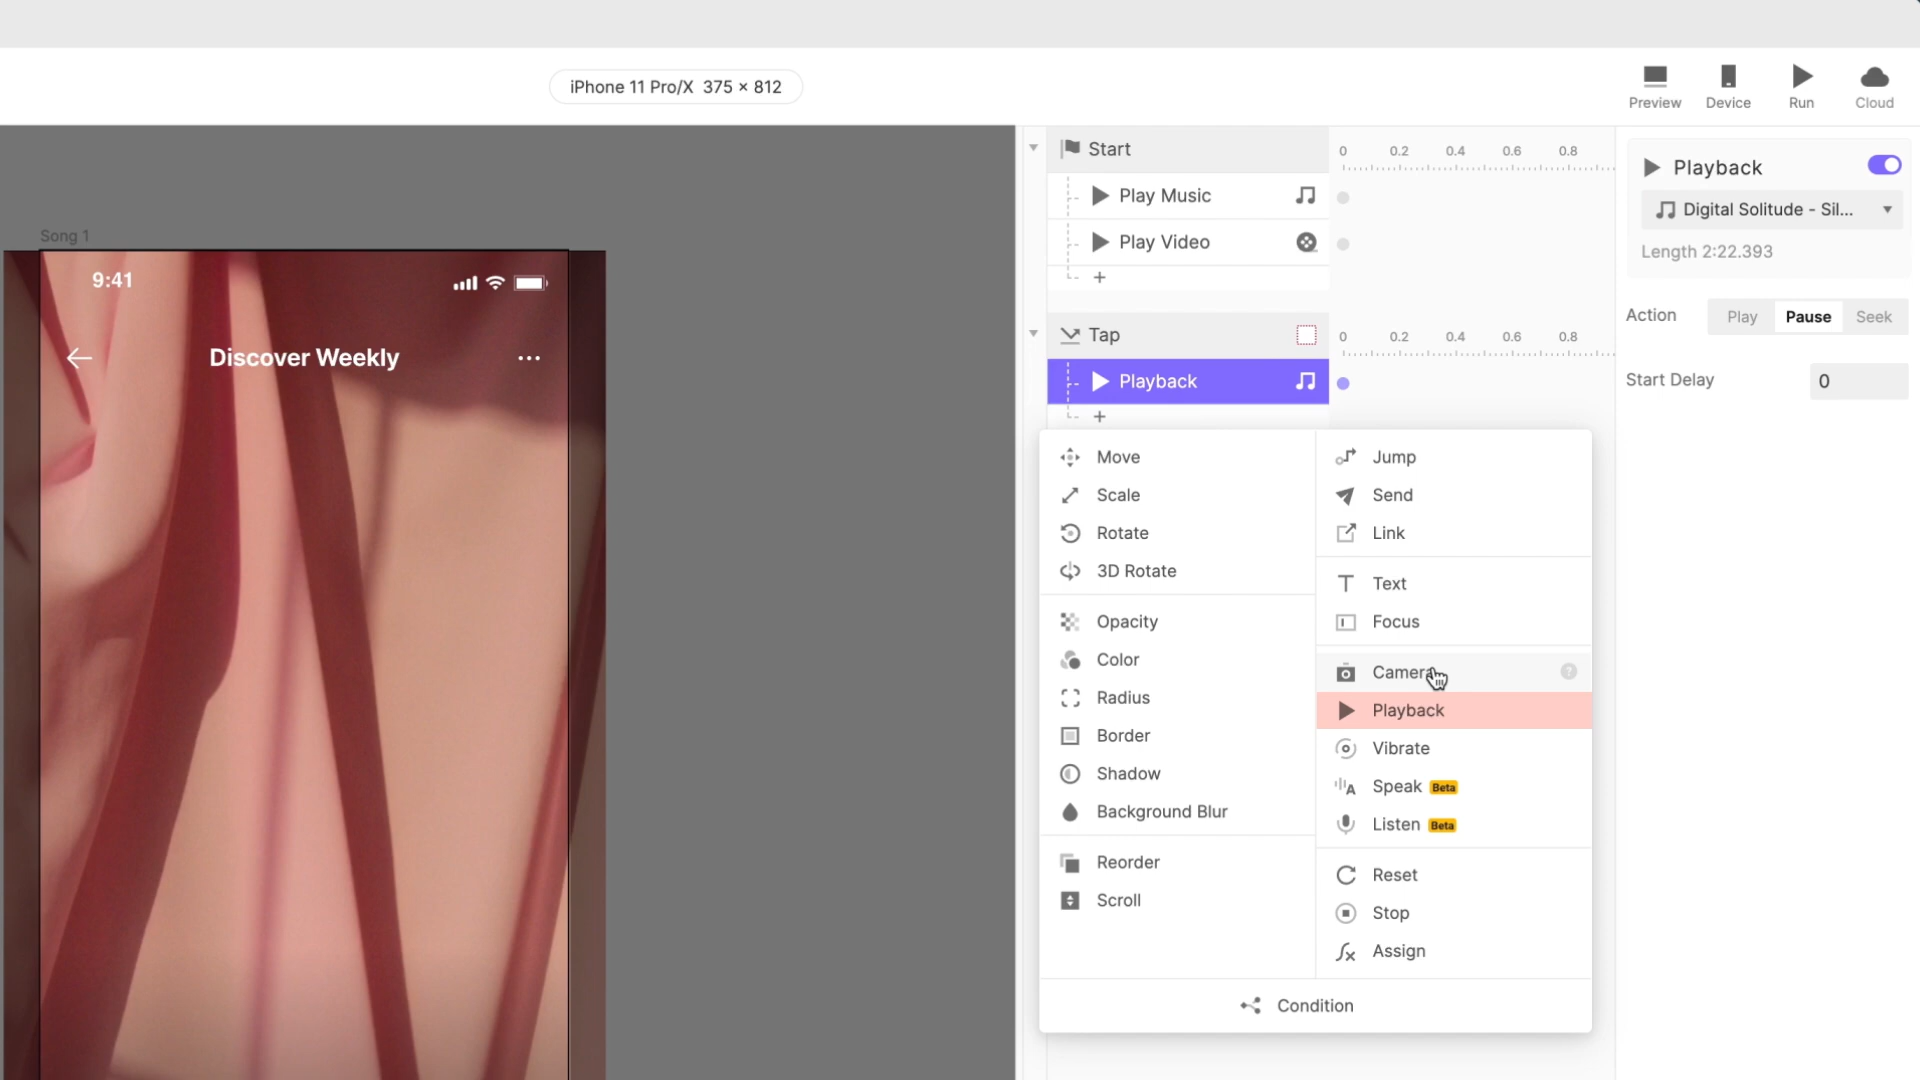 iPhone 11 Pro/X 375 × 812
Preview
Device
Run
Cloud
Song 1
9:41
Discover Weekly
Start
0 0.2 0.4 0.6 0.8
Play Music
Play Video
+
Tap
0 0.2 0.4 0.6 0.8
Playback
+
Move
Scale
Rotate
3D Rotate
Opacity
Color
Radius
Border
Shadow
Background Blur
Reorder
Scroll
Jump
Send
Link
Text
Focus
Camera ?
Playback
Vibrate
Speak Beta
Listen Beta
Reset
Stop
Assign
Condition
Playback
Digital Solitude - Sil...
Length 2:22.393
Action Play Pause Seek
Start Delay 0